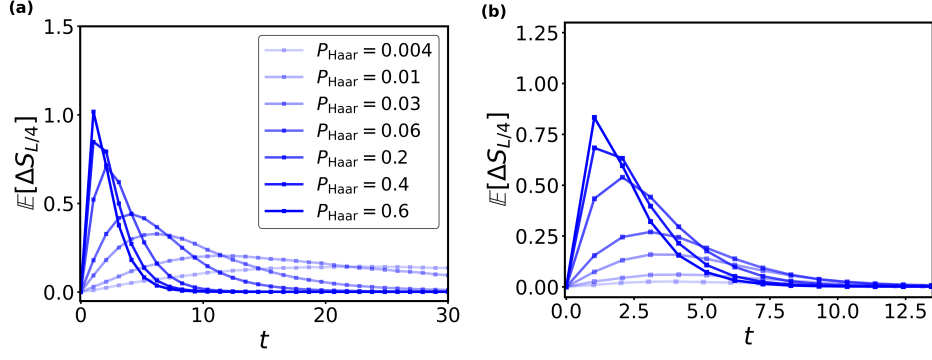 (a)
1.5
1.0
0.5
0.0
𝔼[ΔS_{L/4}]
P_Haar = 0.004
P_Haar = 0.01
P_Haar = 0.03
P_Haar = 0.06
P_Haar = 0.2
P_Haar = 0.4
P_Haar = 0.6
0 10 20 30
t
(b)
1.25
1.00
0.75
0.50
0.25
0.00
𝔼[ΔS_{L/4}]
0.0 2.5 5.0 7.5 10.0 12.5
t